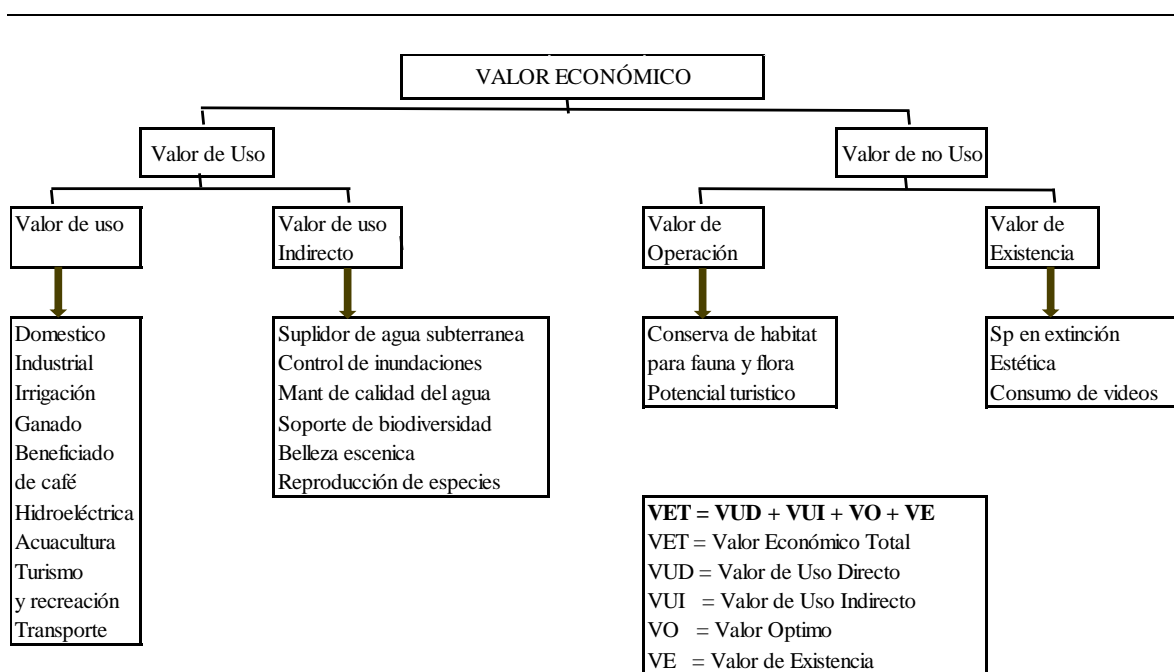 VALOR ECONÓMICO
Valor de Uso
Valor de no Uso
Valor de uso
Valor de uso
Indirecto
Valor de
Operación
Valor de
Existencia
Domestico
Industrial
Irrigación
Ganado
Beneficiado
de café
Hidroeléctrica
Acuacultura
Turismo
y recreación
Transporte
Suplidor de agua subterranea
Control de inundaciones
Mant de calidad del agua
Soporte de biodiversidad
Belleza escenica
Reproducción de especies
Conserva de habitat
para fauna y flora
Potencial turistico
Sp en extinción
Estética
Consumo de videos
VET = VUD + VUI + VO + VE
VET = Valor Económico Total
VUD = Valor de Uso Directo
VUI = Valor de Uso Indirecto
VO = Valor Optimo
VE = Valor de Existencia